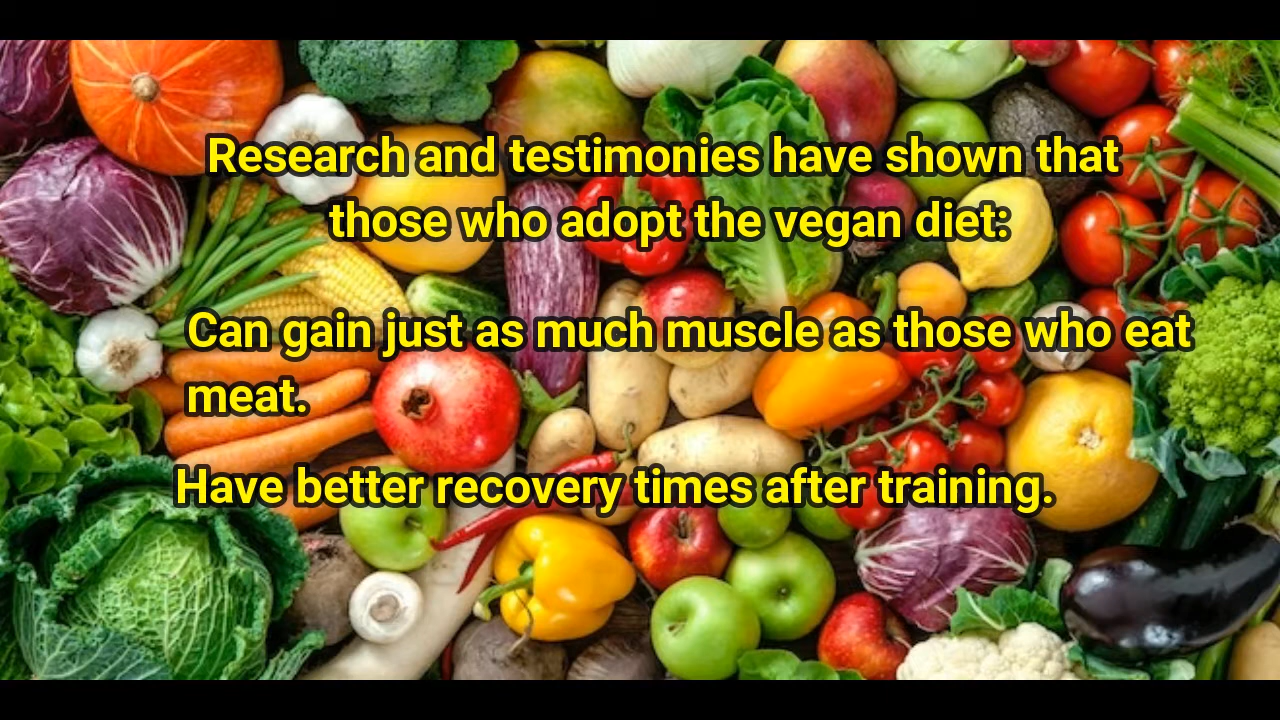 Research and testimonies have shown that
those who adopt the vegan diet:
Can gain just as much muscle as those who eat
meat.
Have better recovery times after training.